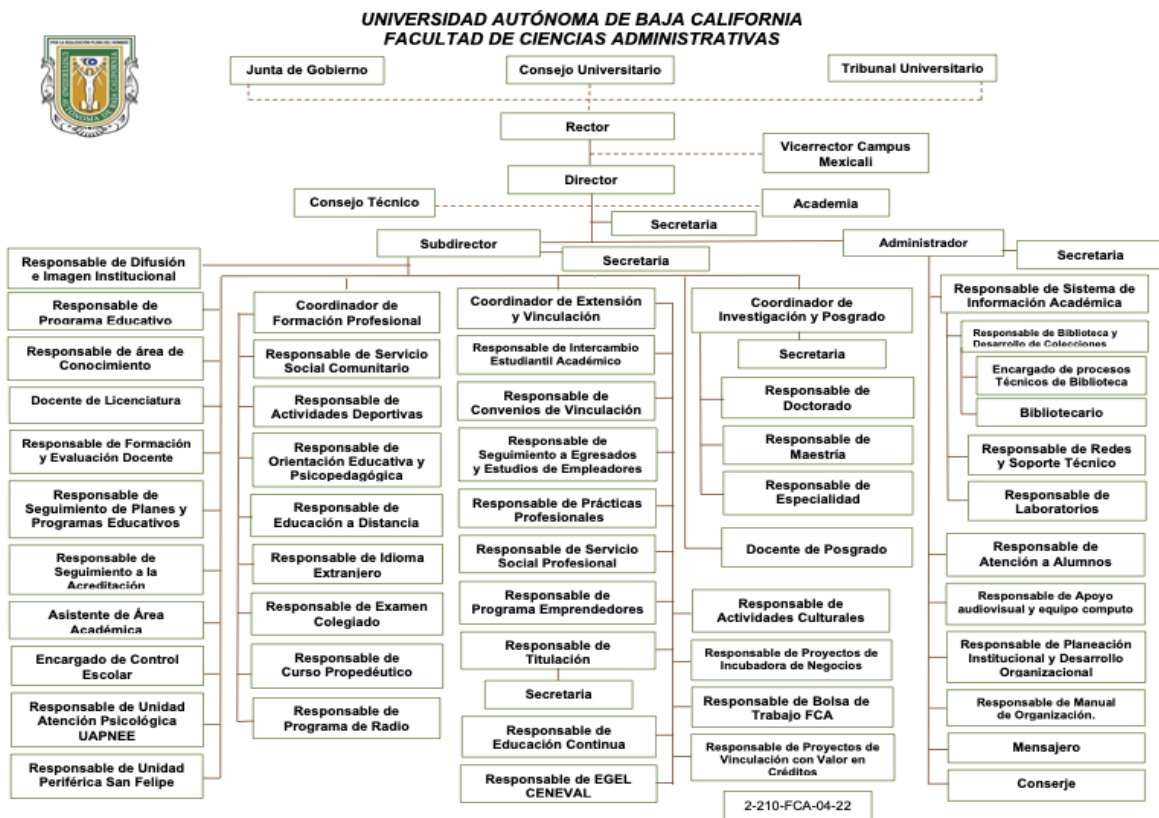 UNIVERSIDAD AUTÓNOMA DE BAJA CALIFORNIA
FACULTAD DE CIENCIAS ADMINISTRATIVAS
POR LA REALIZACIÓN PLENA DEL HOMBRE
UNIVERSIDAD AUTONOMA DE BAJA CALIFORNIA
Junta de Gobierno
Consejo Universitario
Tribunal Universitario
Rector
Vicerrector Campus
Mexicali
Director
Consejo Técnico
Academia
Secretaria
Subdirector
Administrador
Secretaria
Secretaria
Responsable de Difusión
e Imagen Institucional
Responsable de
Programa Educativo
Responsable de área de
Conocimiento
Docente de Licenciatura
Responsable de Formación
y Evaluación Docente
Responsable de
Seguimiento de Planes y
Programas Educativos
Responsable de
Seguimiento a la
Acreditación
Asistente de Área
Académica
Encargado de Control
Escolar
Responsable de Unidad
Atención Psicológica
UAPNEE
Responsable de Unidad
Periférica San Felipe
Coordinador de
Formación Profesional
Responsable de Servicio
Social Comunitario
Responsable de
Actividades Deportivas
Responsable de
Orientación Educativa y
Psicopedagógica
Responsable de
Educación a Distancia
Responsable de Idioma
Extranjero
Responsable de Examen
Colegiado
Responsable de
Curso Propedéutico
Responsable de
Programa de Radio
Coordinador de Extensión
y Vinculación
Responsable de Intercambio
Estudiantil Académico
Responsable de
Convenios de Vinculación
Responsable de
Seguimiento a Egresados
y Estudios de Empleadores
Responsable de Prácticas
Profesionales
Responsable de Servicio
Social Profesional
Responsable de
Programa Emprendedores
Responsable de
Titulación
Secretaria
Responsable de
Educación Continua
Responsable de EGEL
CENEVAL
Coordinador de
Investigación y Posgrado
Secretaria
Responsable de
Doctorado
Responsable de
Maestría
Responsable de
Especialidad
Docente de Posgrado
Responsable de
Actividades Culturales
Responsable de Proyectos de
Incubadora de Negocios
Responsable de Bolsa de
Trabajo FCA
Responsable de Proyectos de
Vinculación con Valor en
Créditos
2-210-FCA-04-22
Responsable de Sistema de
Información Académica
Responsable de Biblioteca y
Desarrollo de Colecciones
Encargado de procesos
Técnicos de Biblioteca
Bibliotecario
Responsable de Redes
y Soporte Técnico
Responsable de
Laboratorios
Responsable de
Atención a Alumnos
Responsable de Apoyo
audiovisual y equipo computo
Responsable de Planeación
Institucional y Desarrollo
Organizacional
Responsable de Manual
de Organización.
Mensajero
Conserje